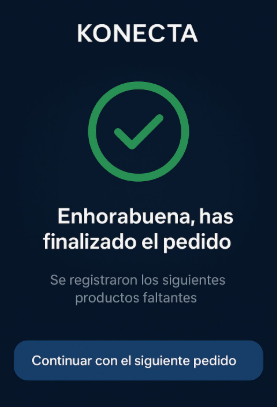 KONECTA
Enhorabuena, has
finalizado el pedido
Se registraron los siguientes
productos faltantes
Continuar con el siguiente pedido